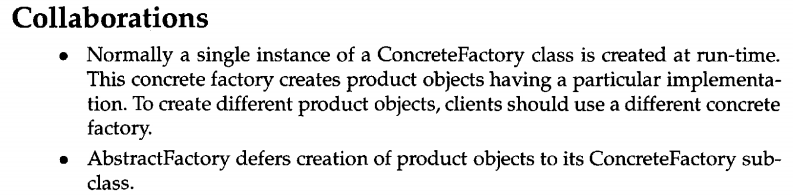 Collaborations
• Normally a single instance of a ConcreteFactory class is created at run-time.
This concrete factory creates product objects having a particular implementa-
tion. To create different product objects, clients should use a different concrete
factory.
• AbstractFactory defers creation of product objects to its ConcreteFactory sub-
class.